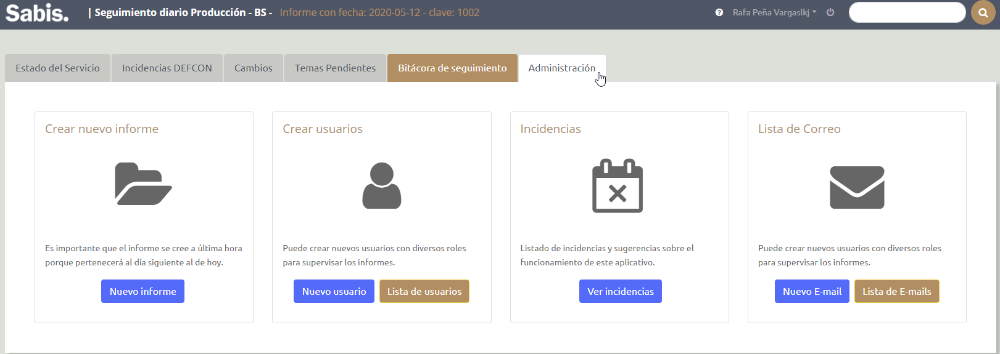 Sabis. | Seguimiento diario Producción - BS - Informe con fecha: 2020-05-12 - clave: 1002 ? Rafa Peña Vargaslkj
Estado del Servicio Incidencias DEFCON Cambios Temas Pendientes Bitácora de seguimiento Administración
Crear nuevo informe
Es importante que el informe se cree a última hora
porque pertenecerá al día siguiente al de hoy.
Nuevo informe
Crear usuarios
Puede crear nuevos usuarios con diversos roles
para supervisar los informes.
Nuevo usuario Lista de usuarios
Incidencias
Listado de incidencias y sugerencias sobre el
funcionamiento de este aplicativo.
Ver incidencias
Lista de Correo
Puede crear nuevos usuarios con diversos roles
para supervisar los informes.
Nuevo E-mail Lista de E-mails